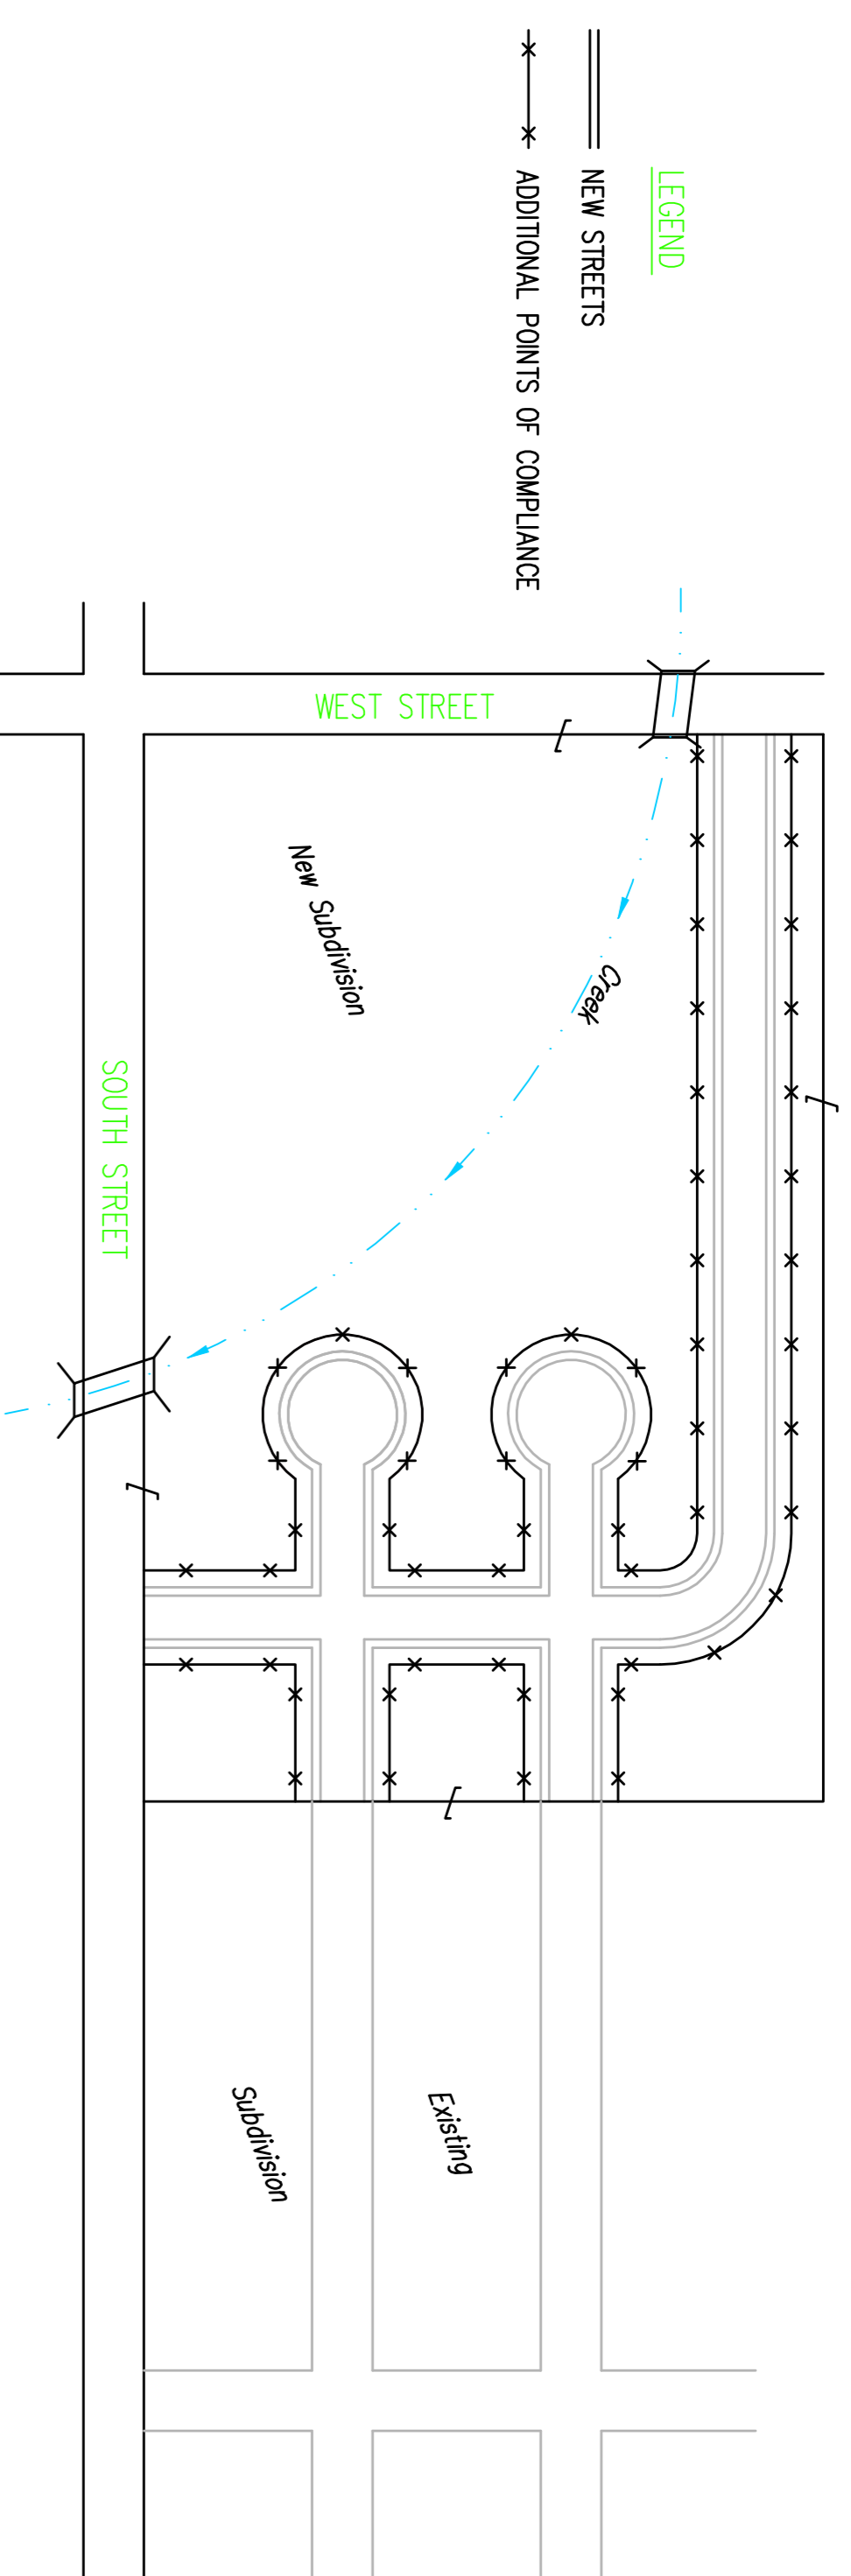 LEGEND
NEW STREETS
ADDITIONAL POINTS OF COMPLIANCE
WEST STREET
Creek
New Subdivision
SOUTH STREET
Existing
Subdivision